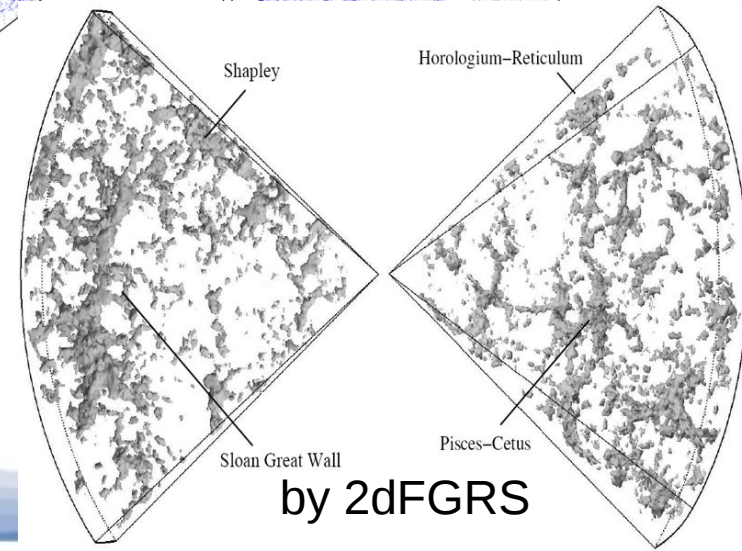 Shapley
Horologium–Reticulum
Sloan Great Wall
Pisces–Cetus
by 2dFGRS